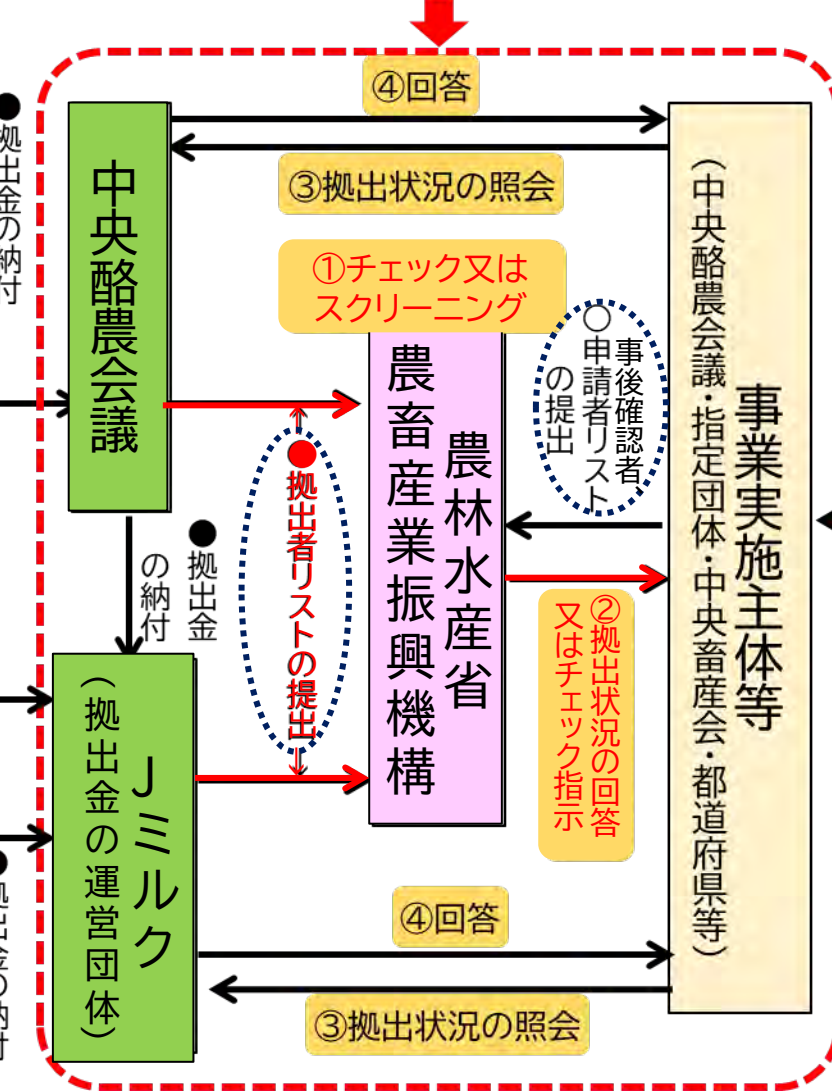 ④回答
③拠出状況の照会
●拠出金の納付
中央酪農会議
①チェック又は
スクリーニング
農林水産省
農畜産業振興機構
事後確認者、
○申請者リスト
の提出
事業実施主体等
（中央酪農会議・指定団体・中央畜産会・都道府県等）
●拠出者リストの提出
●拠出金
の納付
②拠出状況の回答
又はチェック指示
Ｊミルク
（拠出金の運営団体）
④回答
③拠出状況の照会
●拠出金の納付